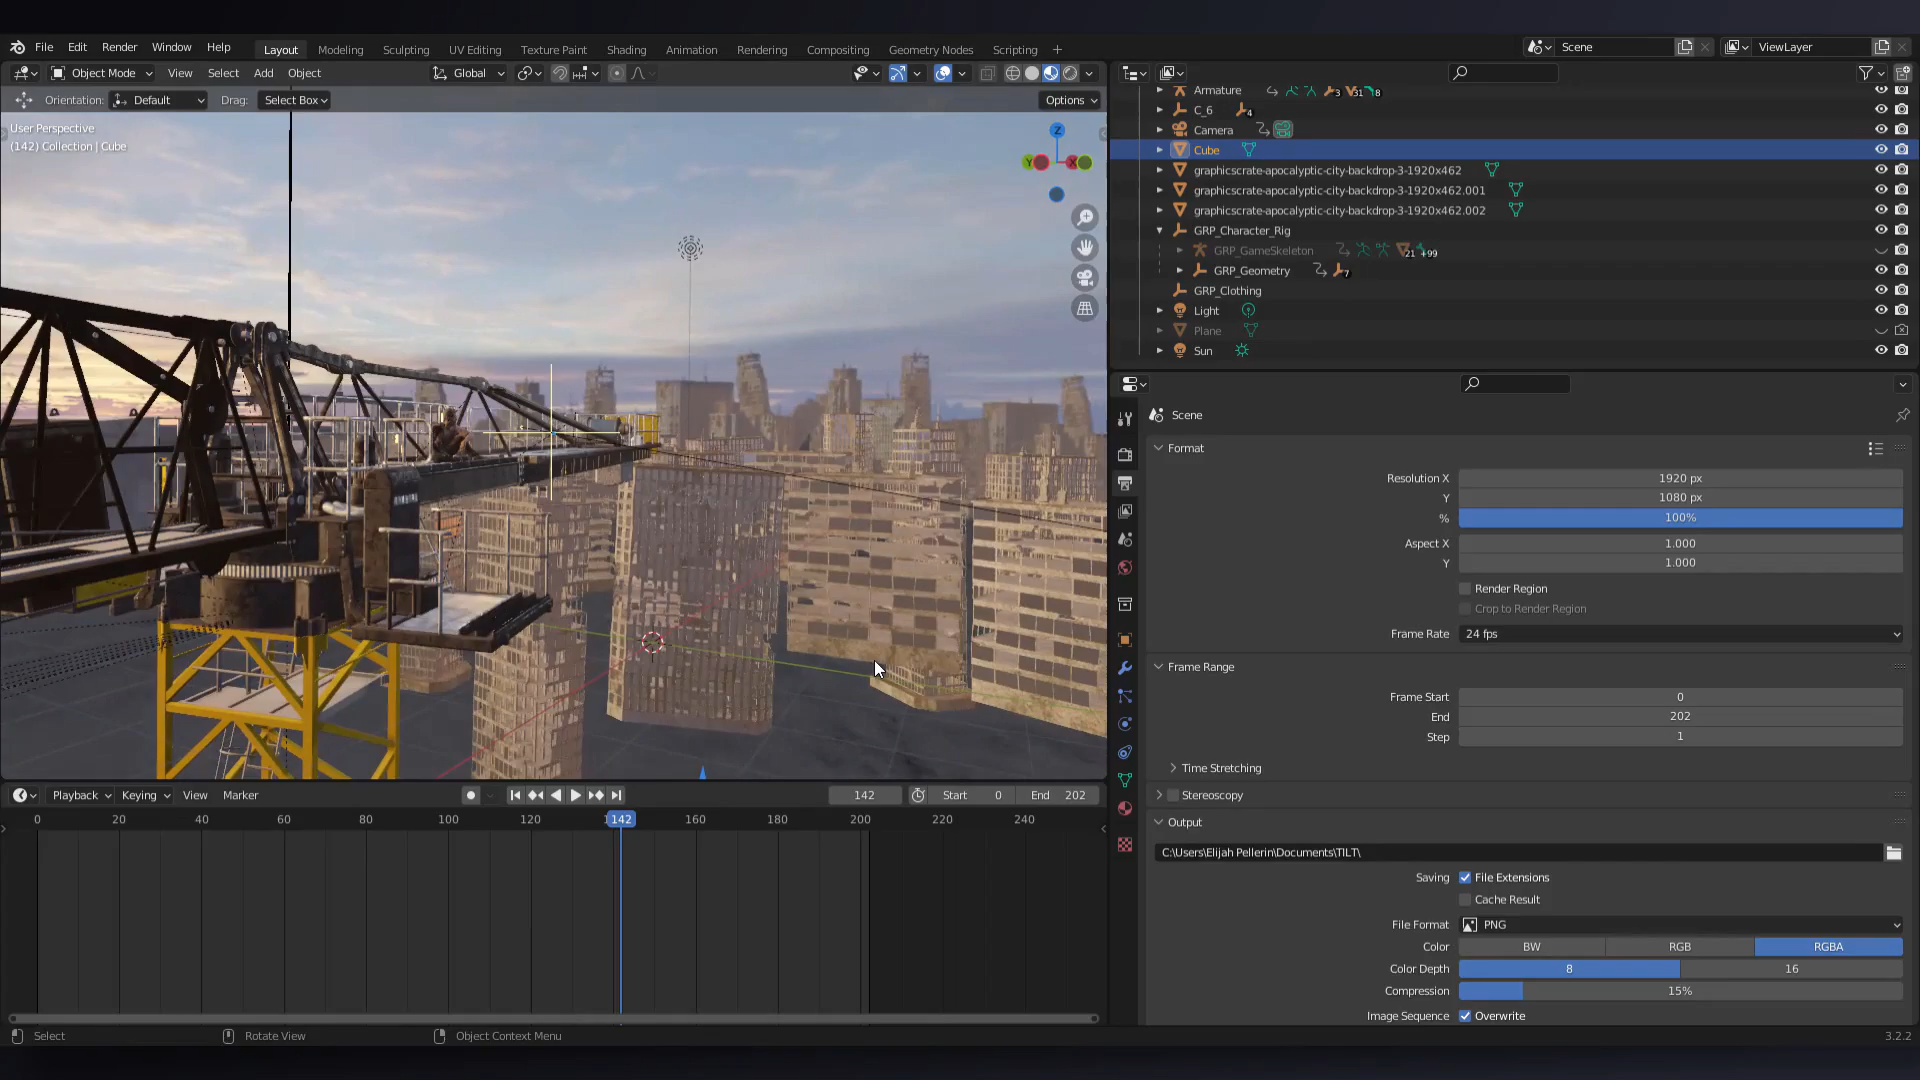 File Edit Render Window Help Layout Modeling Sculpting UV Editing Texture Paint Shading Animation Rendering Compositing Geometry Nodes Scripting Scene ViewLayer
Object Mode View Select Add Object Global
Orientation: Default Drag: Select Box Options
User Perspective
(142) Collection | Cube
Z
Y X
Armature 3 31 8
C_6 4
Camera
Cube
graphicscrate-apocalyptic-city-backdrop-3-1920x462
graphicscrate-apocalyptic-city-backdrop-3-1920x462.001
graphicscrate-apocalyptic-city-backdrop-3-1920x462.002
GRP_Character_Rig
GRP_GameSkeleton 21 +99
GRP_Geometry 7
GRP_Clothing
Light
Plane
Sun
Scene
Format
Resolution X 1920 px
Y 1080 px
% 100%
Aspect X 1.000
Y 1.000
Render Region
Crop to Render Region
Frame Rate 24 fps
Frame Range
Frame Start 0
End 202
Step 1
Time Stretching
Stereoscopy
Output
C:\Users\Elijah Pellerin\Documents\TILT\
Saving File Extensions
Cache Result
File Format PNG
Color BW RGB RGBA
Color Depth 8 16
Compression 15%
Image Sequence Overwrite
Playback Keying View Marker 142 Start 0 End 202
0 20 40 60 80 100 120 142 160 180 200 220 240
Select Rotate View Object Context Menu 3.2.2